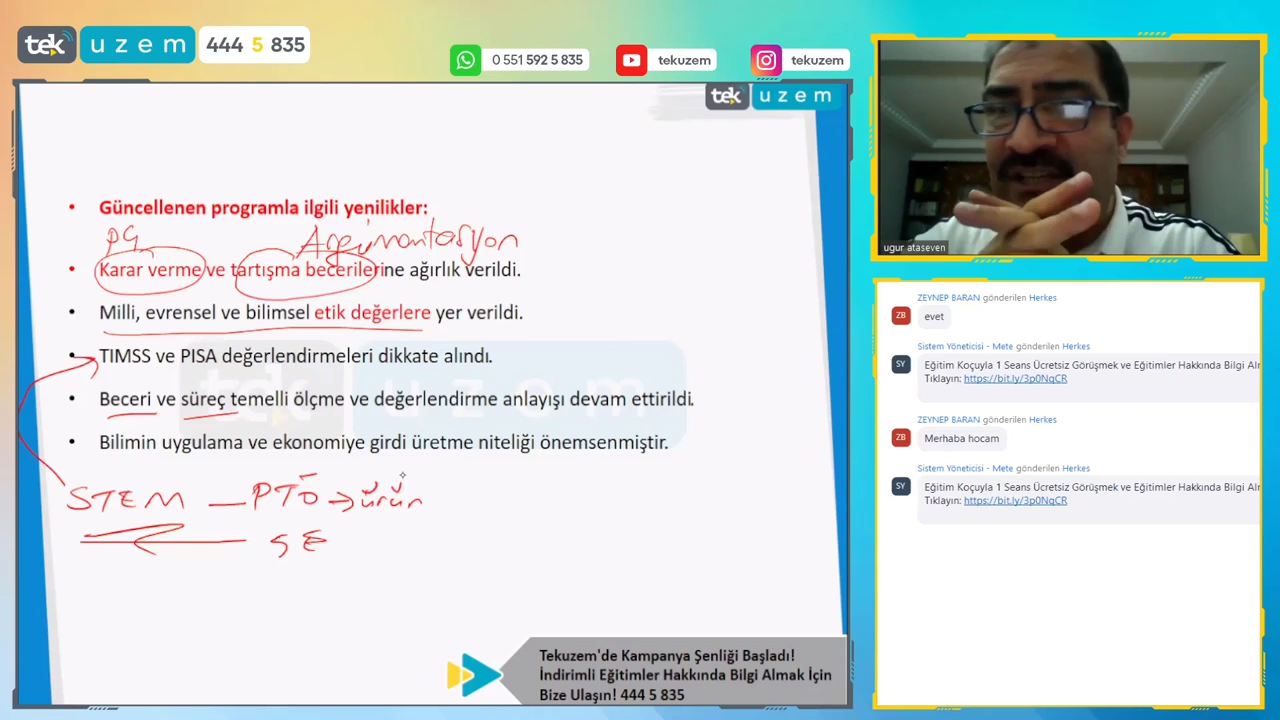 tek uzem 444 5 835
0 551 592 5 835
tekuzem
tekuzem
tek uzem
Güncellenen programla ilgili yenilikler:
Argümantasyon
Karar verme ve tartışma becerilerine ağırlık verildi.
Milli, evrensel ve bilimsel etik değerlere yer verildi.
TIMSS ve PISA değerlendirmeleri dikkate alındı.
Beceri ve süreç temelli ölçme ve değerlendirme anlayışı devam ettirildi.
Bilimin uygulama ve ekonomiye girdi üretme niteliği önemsenmiştir.
STEM — PTÖ → ürün
SE
Tekuzem'de Kampanya Şenliği Başladı!
İndirimli Eğitimler Hakkında Bilgi Almak İçin
Bize Ulaşın! 444 5 835
ugur ataseven
ZEYNEP BARAN gönderilen Herkes
ZB evet
Sistem Yöneticisi - Mete gönderilen Herkes
SY Eğitim Koçuyla 1 Seans Ücretsiz Görüşmek ve Eğitimler Hakkında Bilgi Alr
Tıklayın: https://bit.ly/3p0NqCR
ZEYNEP BARAN gönderilen Herkes
ZB Merhaba hocam
Sistem Yöneticisi - Mete gönderilen Herkes
SY Eğitim Koçuyla 1 Seans Ücretsiz Görüşmek ve Eğitimler Hakkında Bilgi Alr
Tıklayın: https://bit.ly/3p0NqCR